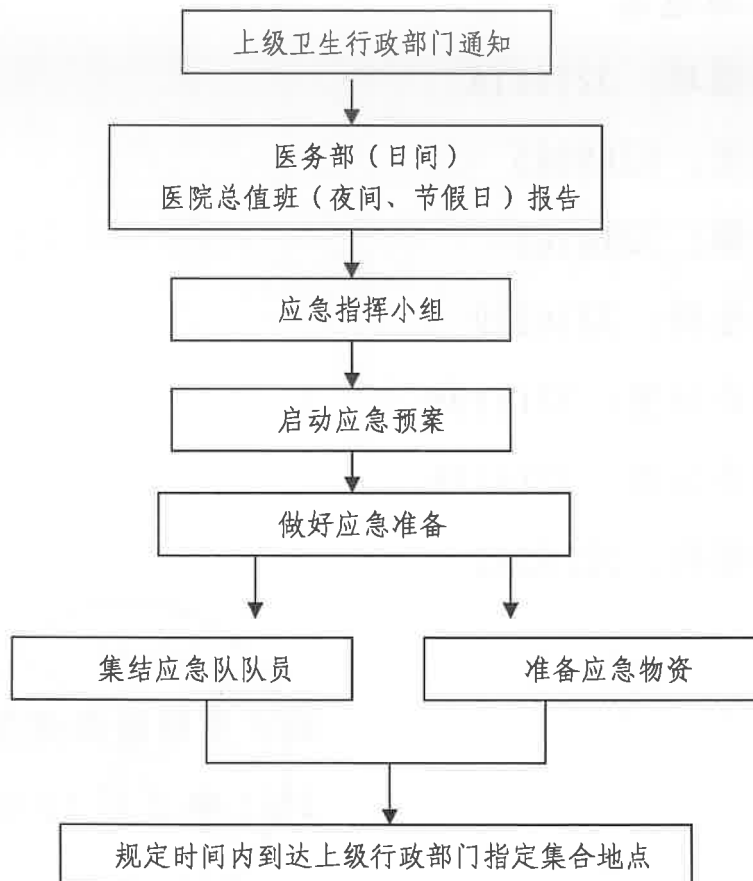 上级卫生行政部门通知
医务部（日间）
医院总值班（夜间、节假日）报告
应急指挥小组
启动应急预案
做好应急准备
集结应急队队员
准备应急物资
规定时间内到达上级行政部门指定集合地点